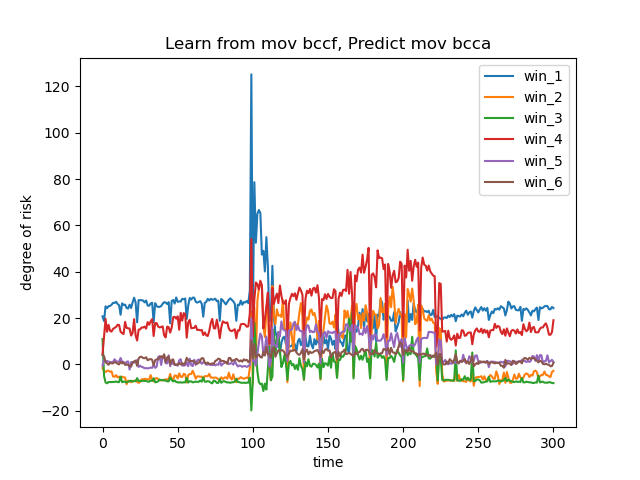 Learn from mov bccf, Predict mov bcca
win_1
win_2
win_3
win_4
win_5
win_6
degree of risk
120
100
80
60
40
20
0
−20
0 50 100 150 200 250 300
time